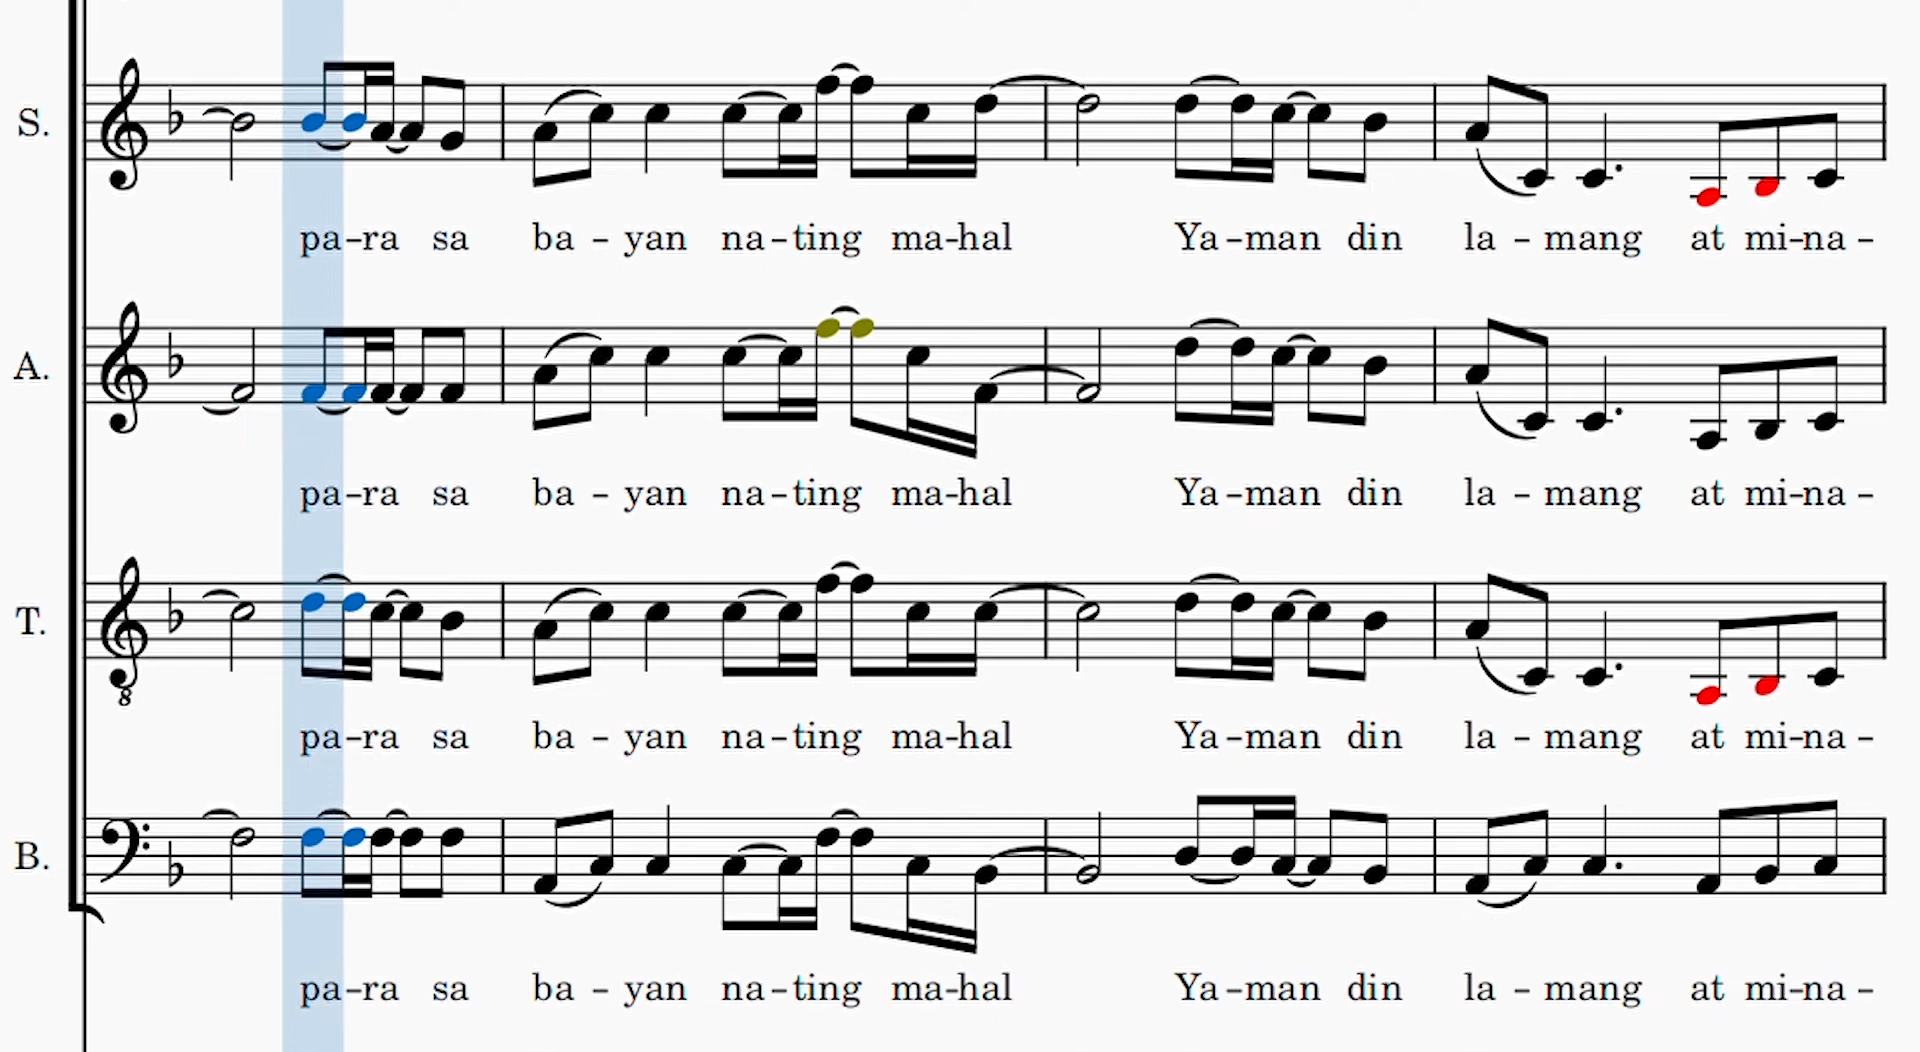 S.
pa-ra sa ba - yan na-ting ma-hal Ya-man din la - mang at mi-na -
A.
pa-ra sa ba - yan na-ting ma-hal Ya-man din la - mang at mi-na -
T.
8
pa-ra sa ba - yan na-ting ma-hal Ya-man din la - mang at mi-na -
B.
pa-ra sa ba - yan na-ting ma-hal Ya-man din la - mang at mi-na -